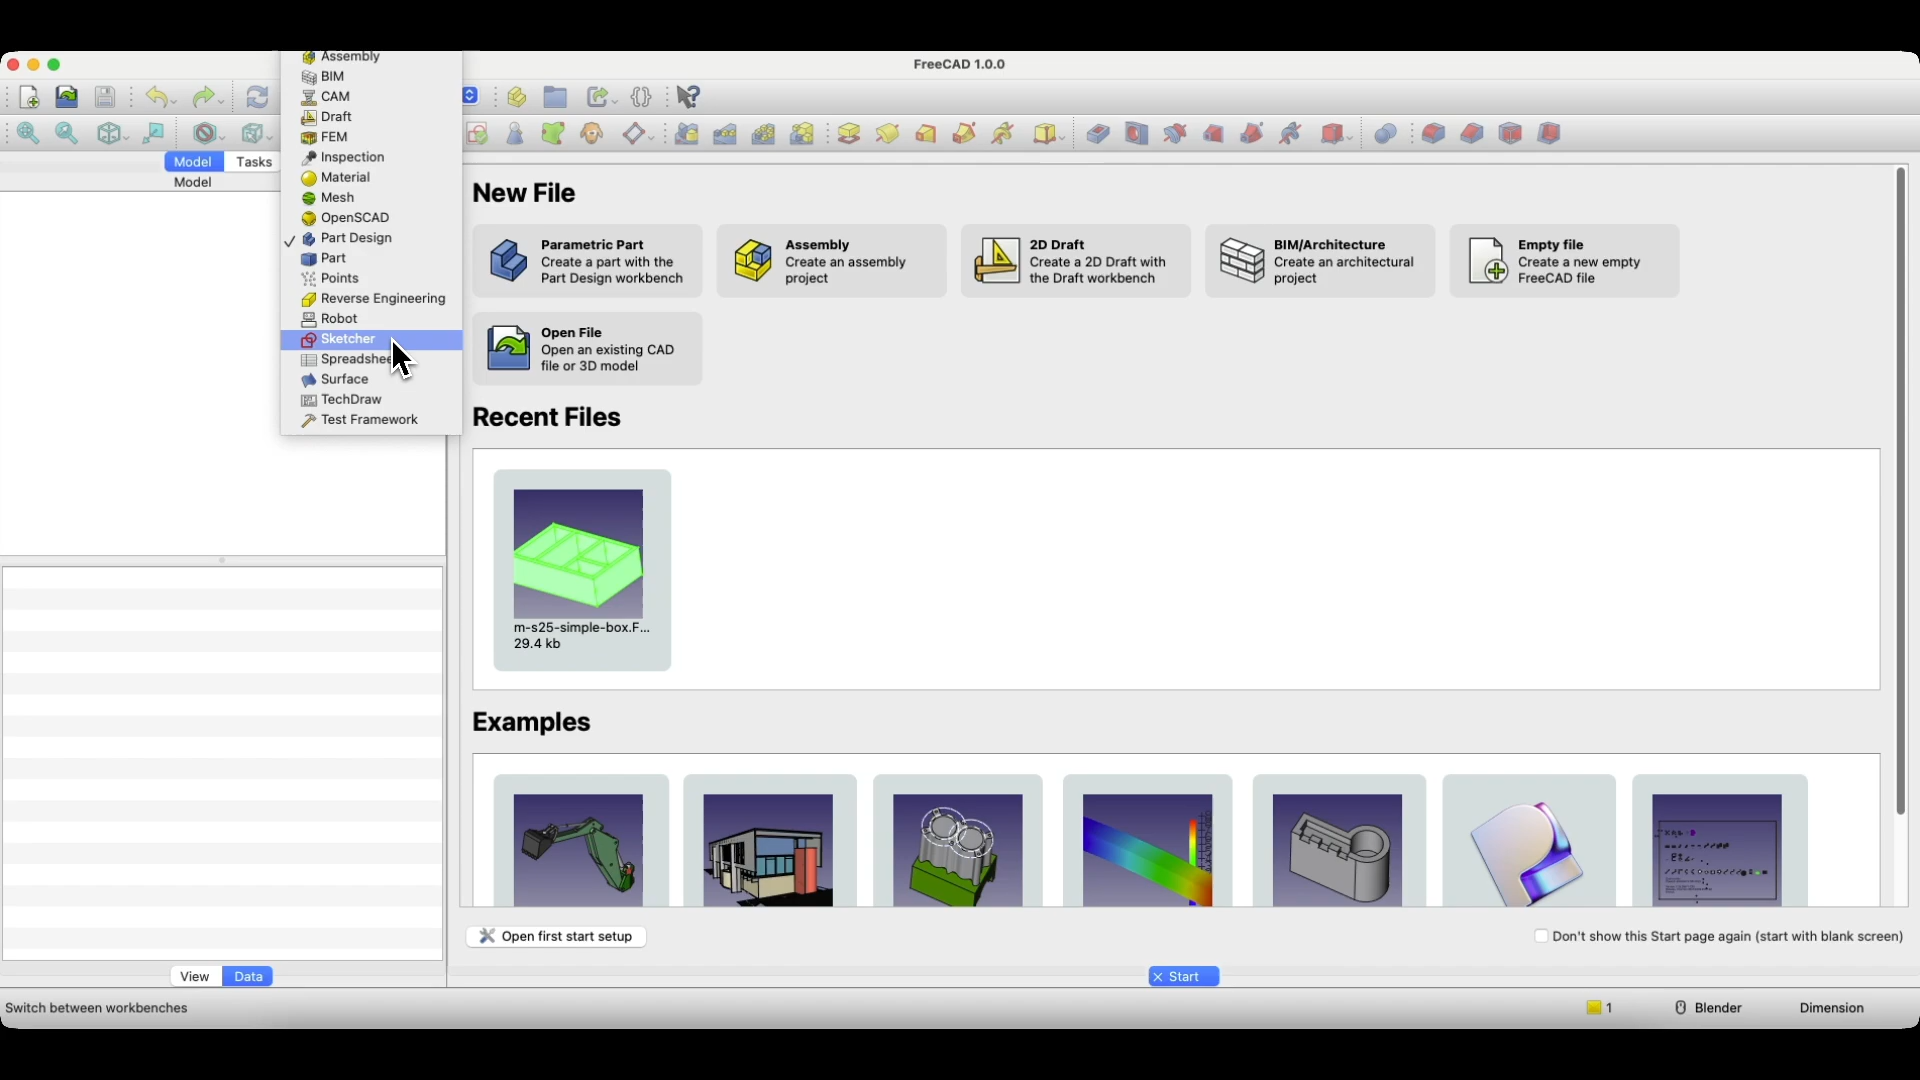 FreeCAD 1.0.0
Assembly
BIM
CAM
Draft
FEM
Inspection
Material
Mesh
OpenSCAD
Part Design
Part
Points
Reverse Engineering
Robot
Sketcher
Spreadshee
Surface
TechDraw
Test Framework
Model Tasks
Model
New File
Parametric Part
Create a part with the
Part Design workbench
Assembly
Create an assembly
project
2D Draft
Create a 2D Draft with
the Draft workbench
BIM/Architecture
Create an architectural
project
Empty file
Create a new empty
FreeCAD file
Open File
Open an existing CAD
file or 3D model
Recent Files
m-s25-simple-box.F...
29.4 kb
Examples
Open first start setup
Don't show this Start page again (start with blank screen)
View Data
Start
Switch between workbenches
1
Blender
Dimension